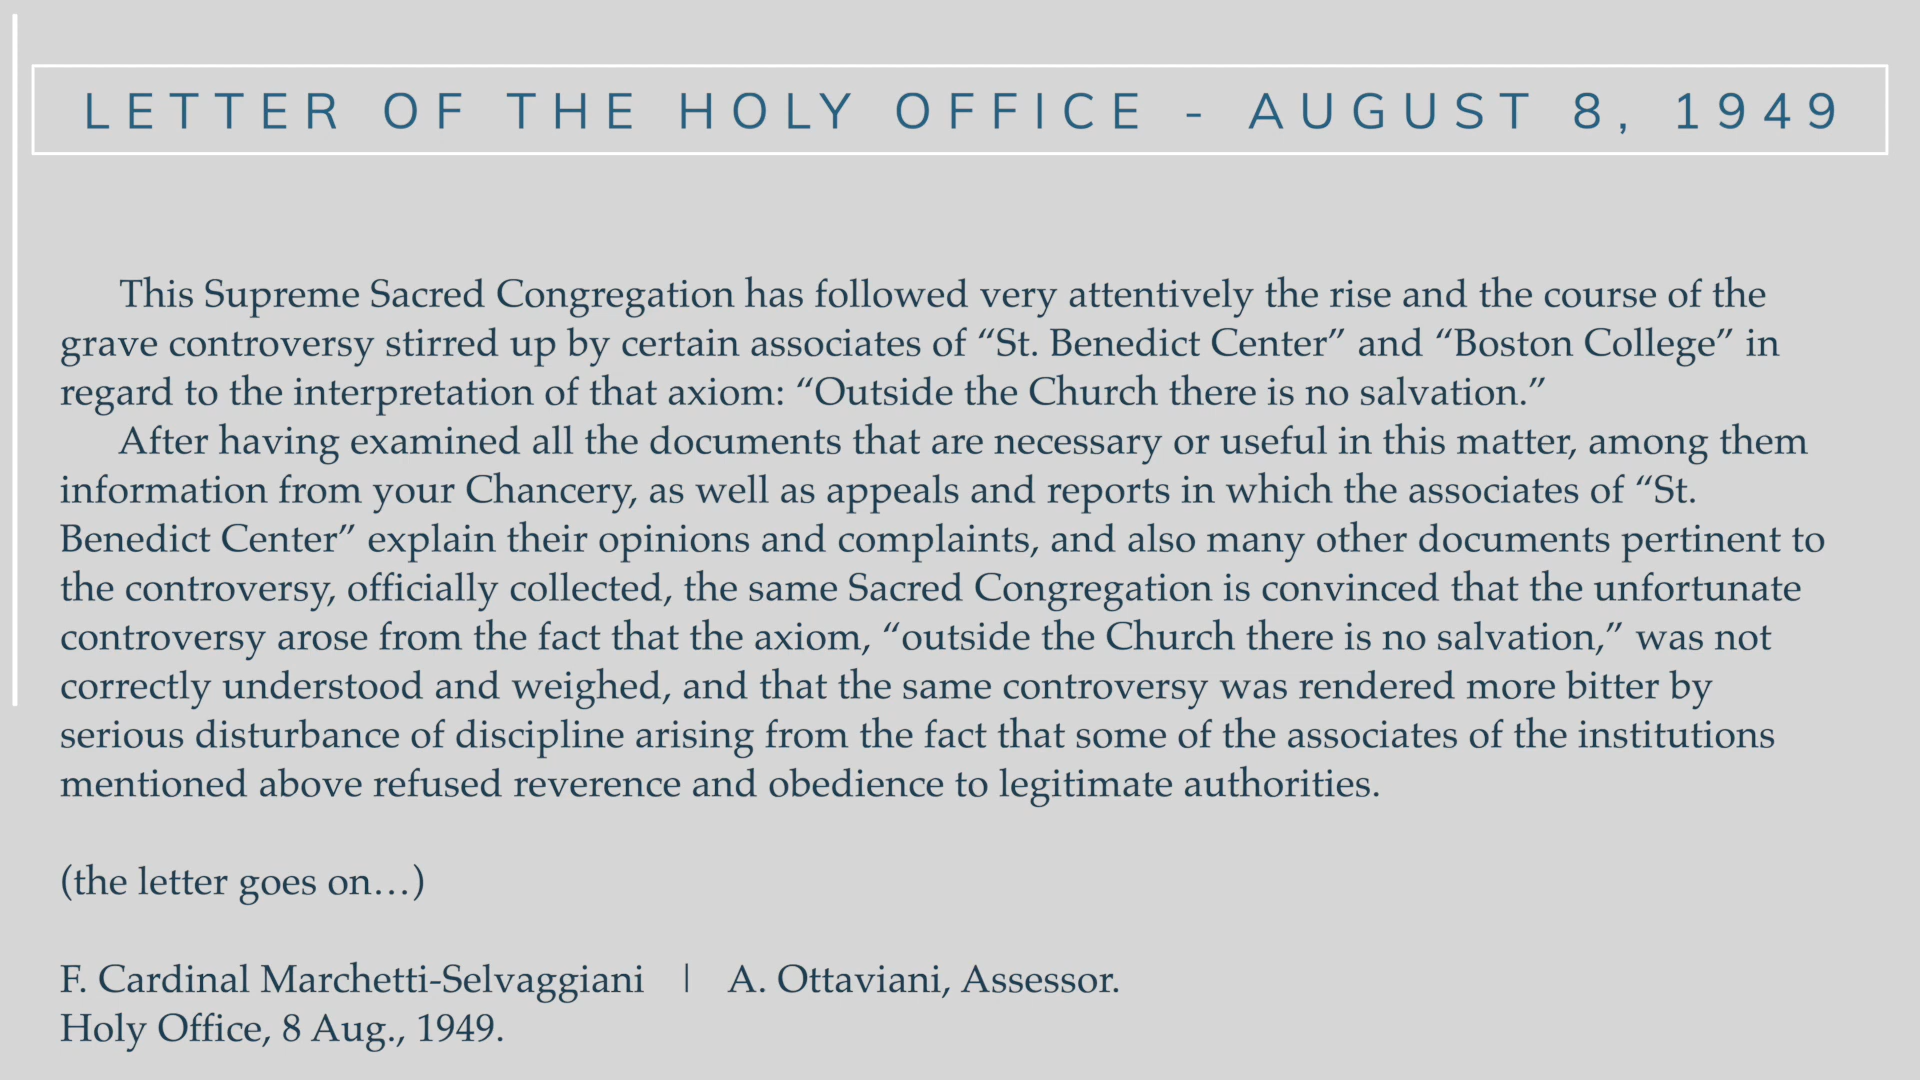 LETTER OF THE HOLY OFFICE - AUGUST 8, 1949
This Supreme Sacred Congregation has followed very attentively the rise and the course of the
grave controversy stirred up by certain associates of “St. Benedict Center” and “Boston College” in
regard to the interpretation of that axiom: “Outside the Church there is no salvation.”
After having examined all the documents that are necessary or useful in this matter, among them
information from your Chancery, as well as appeals and reports in which the associates of “St.
Benedict Center” explain their opinions and complaints, and also many other documents pertinent to
the controversy, officially collected, the same Sacred Congregation is convinced that the unfortunate
controversy arose from the fact that the axiom, “outside the Church there is no salvation,” was not
correctly understood and weighed, and that the same controversy was rendered more bitter by
serious disturbance of discipline arising from the fact that some of the associates of the institutions
mentioned above refused reverence and obedience to legitimate authorities.
(the letter goes on…)
F. Cardinal Marchetti-Selvaggiani | A. Ottaviani, Assessor.
Holy Office, 8 Aug., 1949.